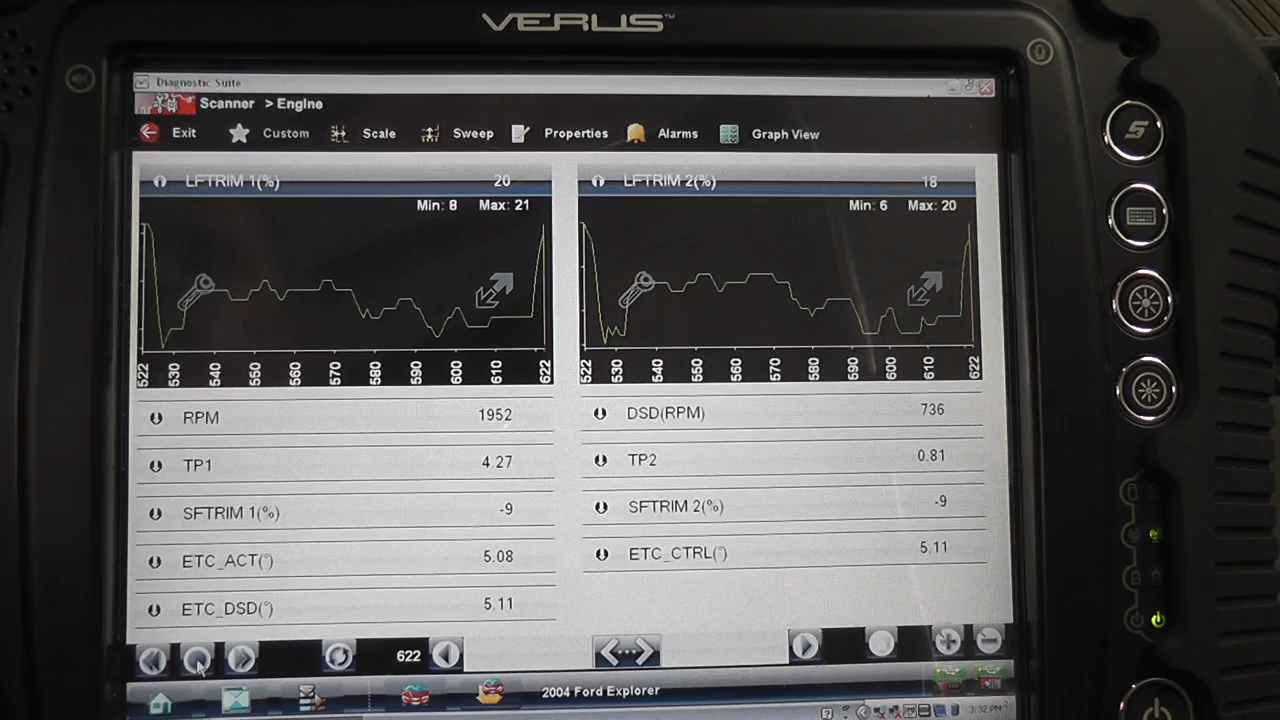 VERUS™
Diagnostic Suite
Scanner > Engine
Exit Custom Scale Sweep Properties Alarms Graph View
LFTRIM 1(%) 20
Min: 8 Max: 21
522 530 540 550 560 570 580 590 600 610 622
LFTRIM 2(%) 18
Min: 6 Max: 20
522 530 540 550 560 570 580 590 600 610 622
RPM 1952
DSD(RPM) 736
TP1 4.27
TP2 0.81
SFTRIM 1(%) -9
SFTRIM 2(%) -9
ETC_ACT(°) 5.08
ETC_CTRL(°) 5.11
ETC_DSD(°) 5.11
622
2004 Ford Explorer
3:32 PM